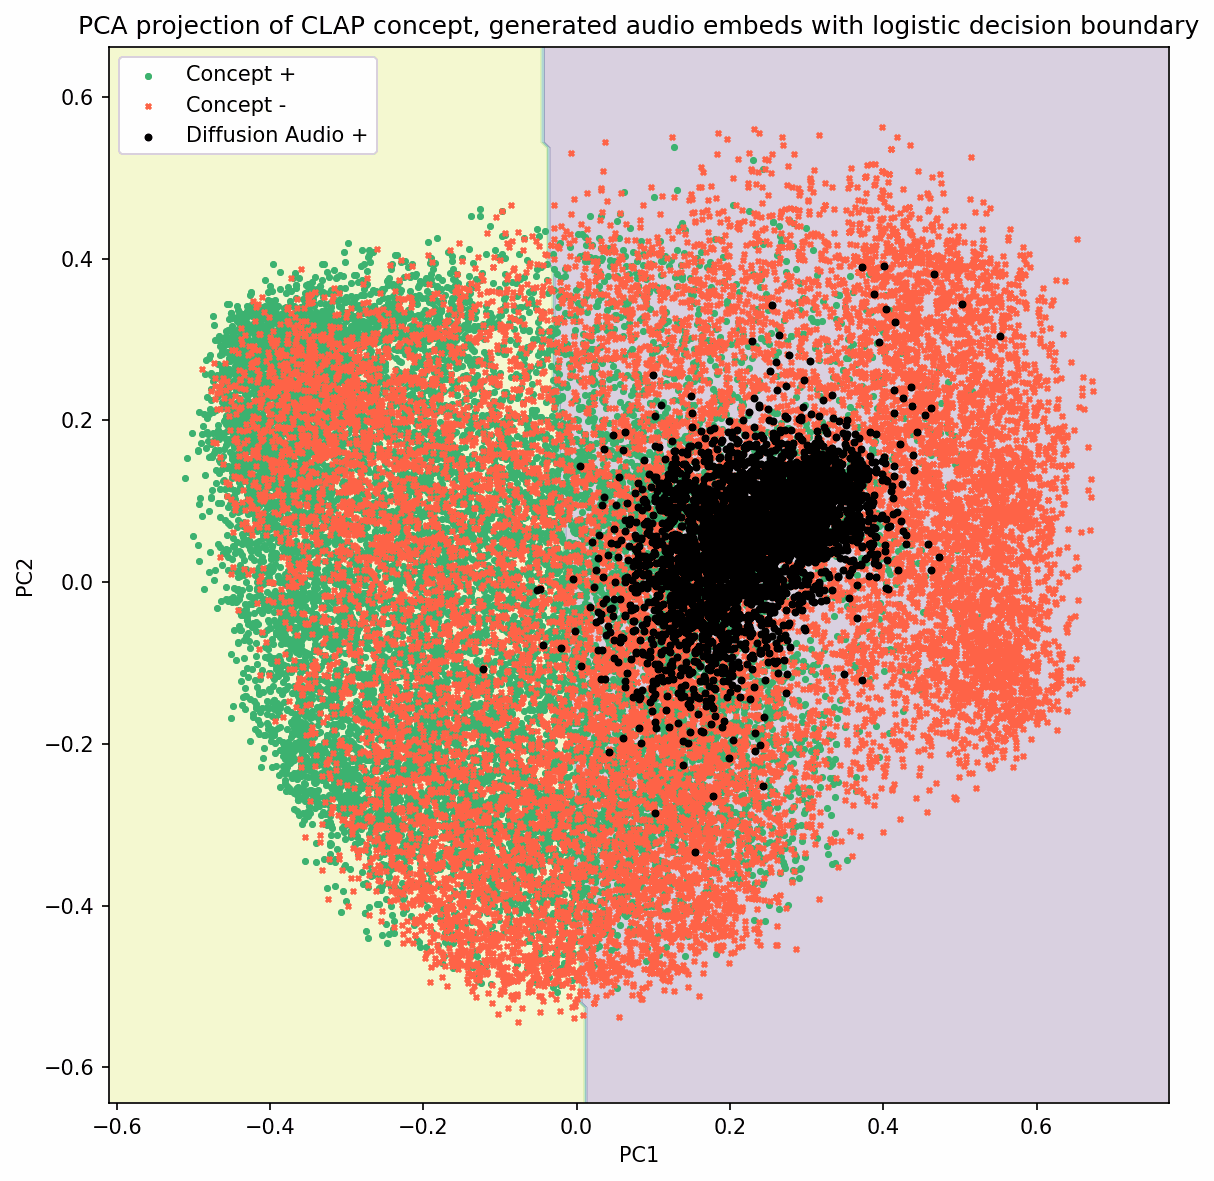 PCA projection of CLAP concept, generated audio embeds with logistic decision boundary
Concept +
Concept -
Diffusion Audio +
0.6
0.4
0.2
0.0
−0.2
−0.4
−0.6
PC2
−0.6
−0.4
−0.2
0.0
0.2
0.4
0.6
PC1